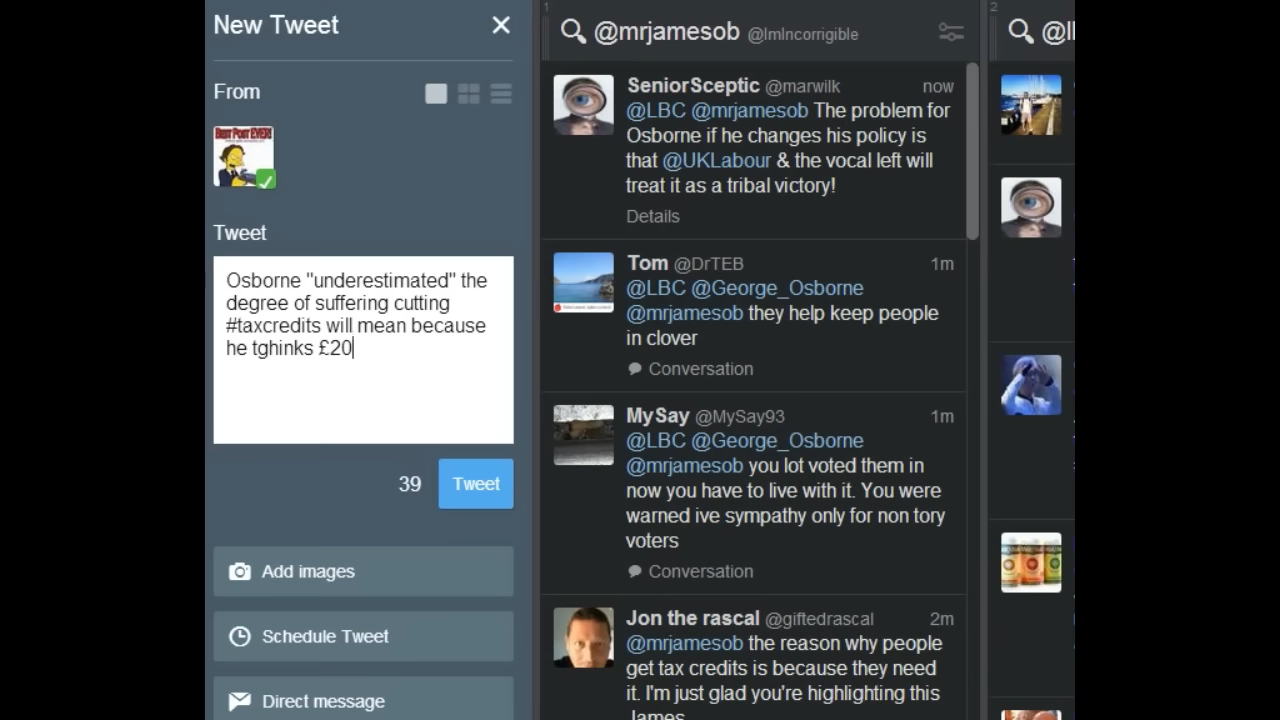 New Tweet
From
BEST POST EVER!
Tweet
Osborne "underestimated" the
degree of suffering cutting
#taxcredits will mean because
he tghinks £20
39
Tweet
Add images
Schedule Tweet
Direct message
1
@mrjamesob @ImIncorrigible
SeniorSceptic @marwilk now
@LBC @mrjamesob The problem for
Osborne if he changes his policy is
that @UKLabour & the vocal left will
treat it as a tribal victory!
Details
Tom @DrTEB 1m
@LBC @George_Osborne
@mrjamesob they help keep people
in clover
Conversation
MySay @MySay93 1m
@LBC @George_Osborne
@mrjamesob you lot voted them in
now you have to live with it. You were
warned ive sympathy only for non tory
voters
Conversation
Jon the rascal @giftedrascal 2m
@mrjamesob the reason why people
get tax credits is because they need
it. I'm just glad you're highlighting this
James
2